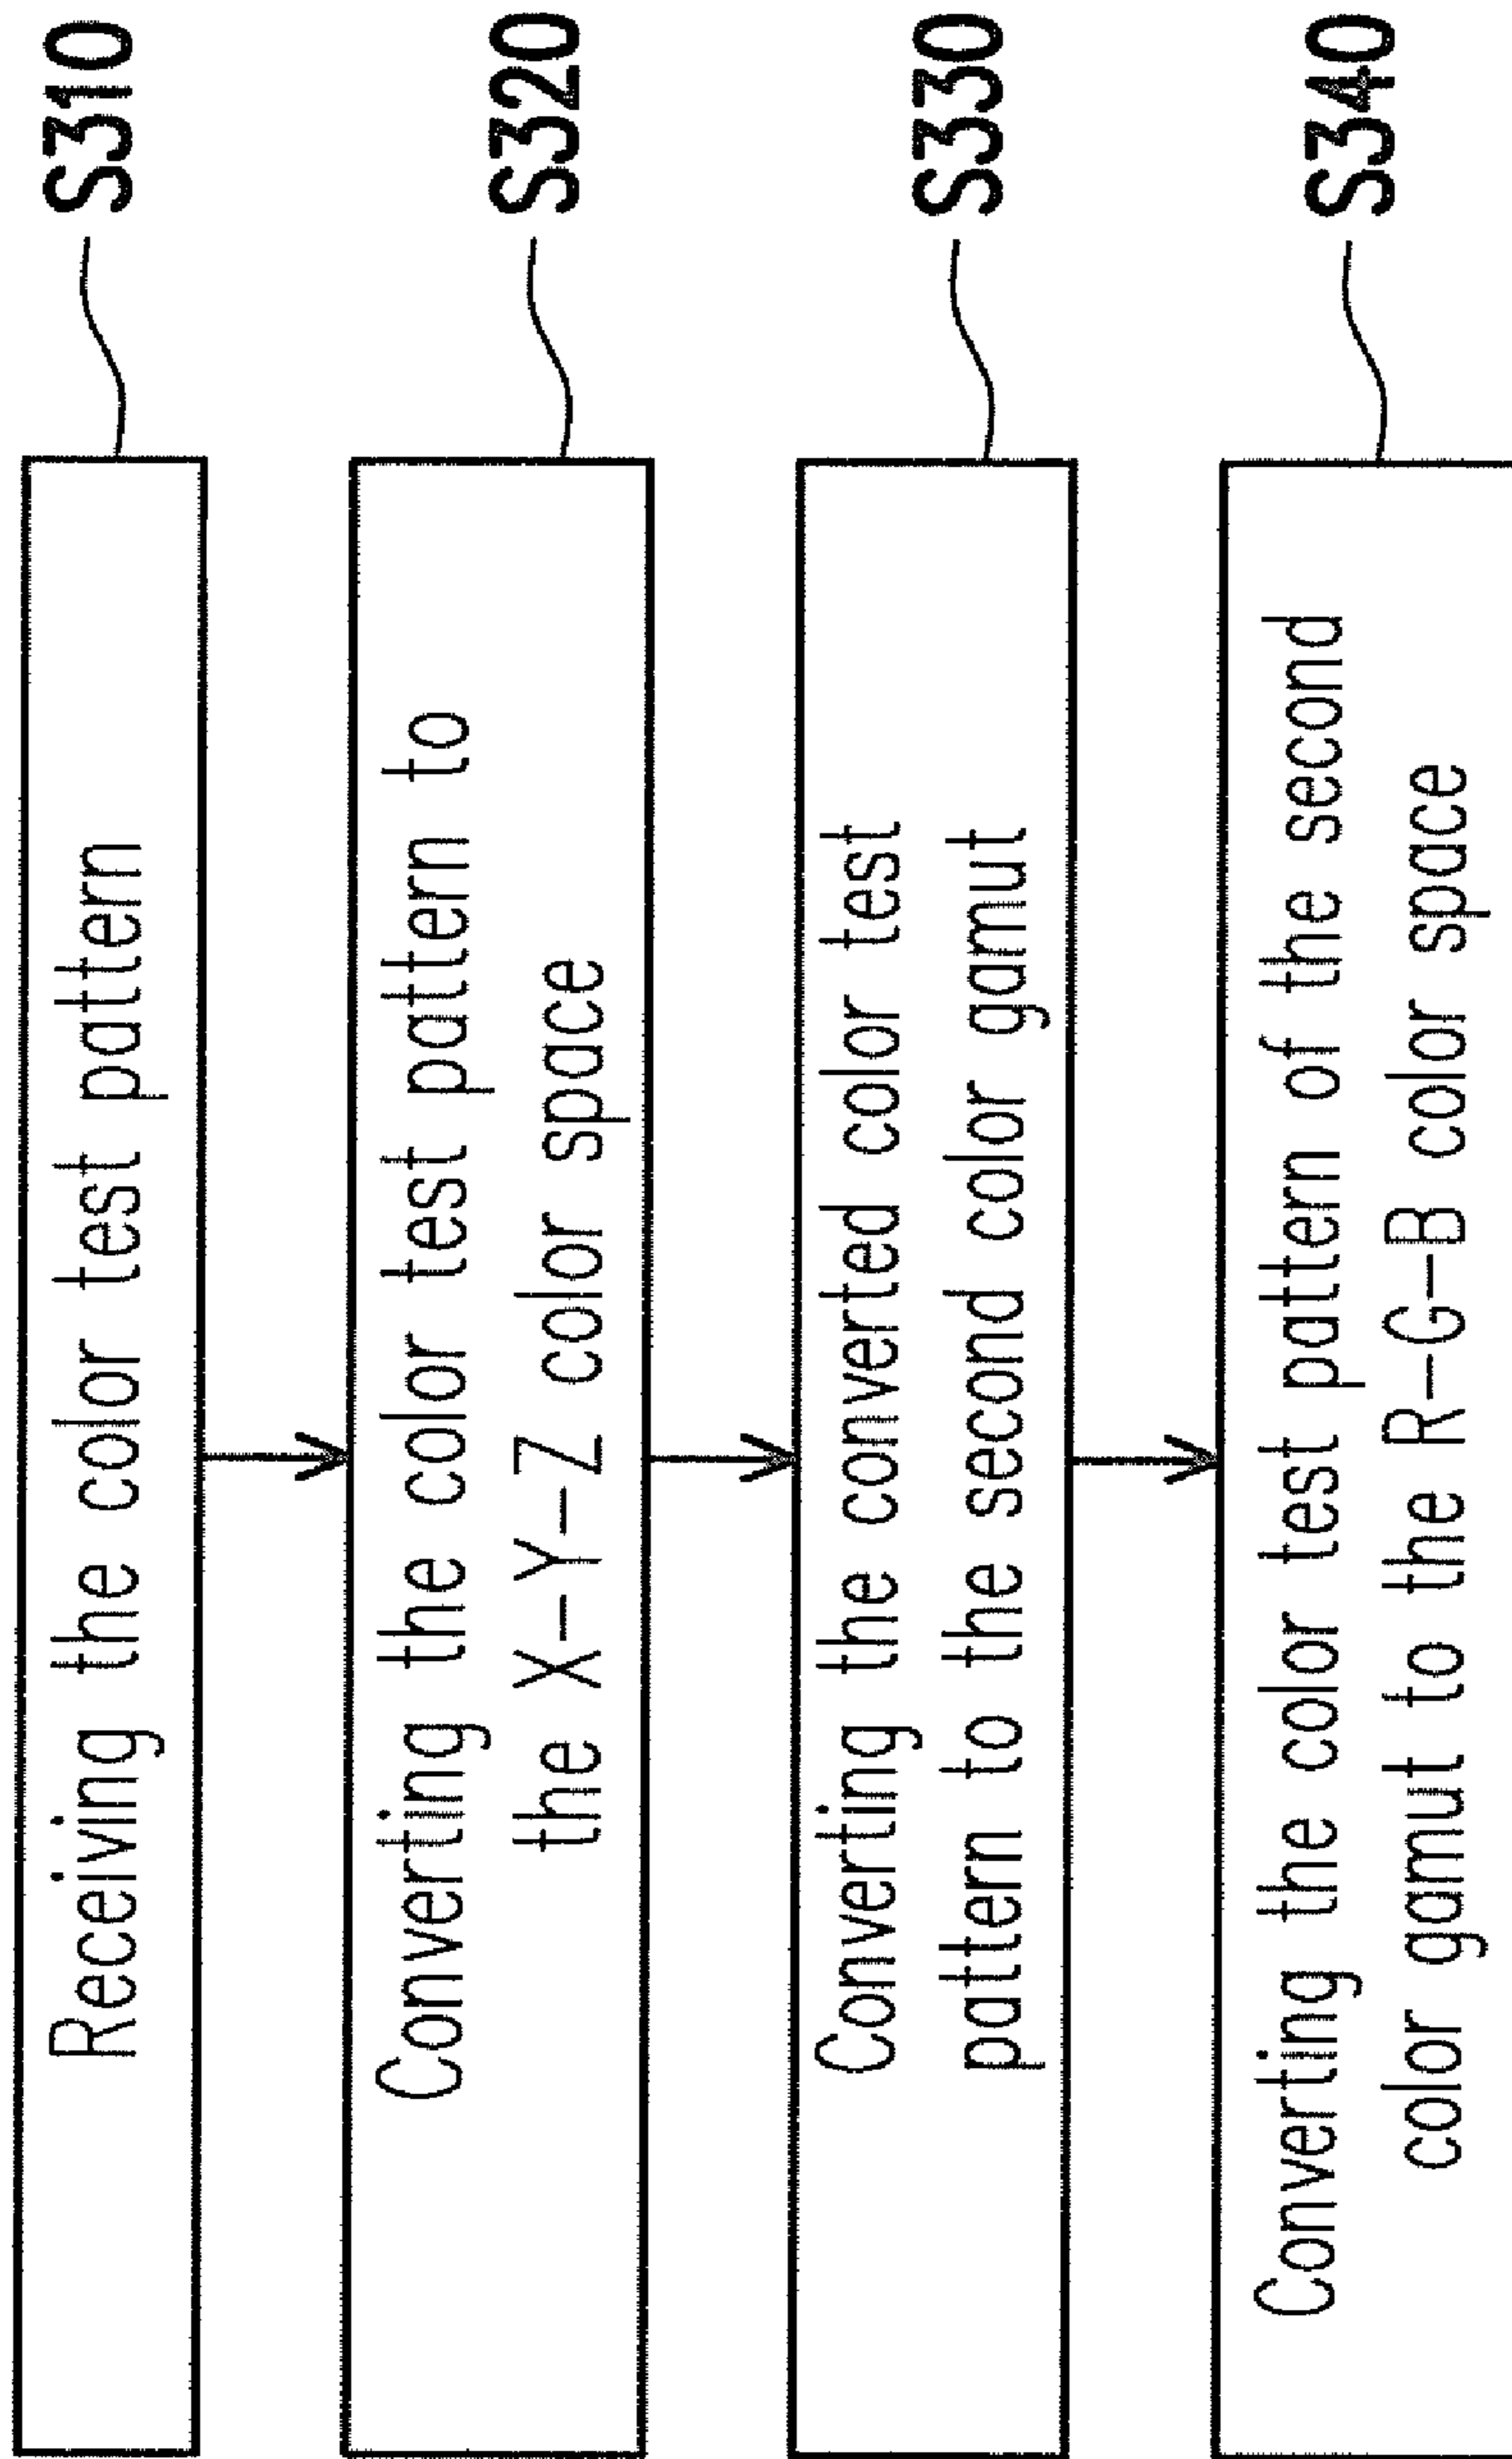 Receiving the color test pattern
S310
Converting the color test pattern to
the X-Y-Z color space
S320
Converting the converted color test
pattern to the second color gamut
S330
Converting the color test pattern of the second
color gamut to the R-G-B color space
S340